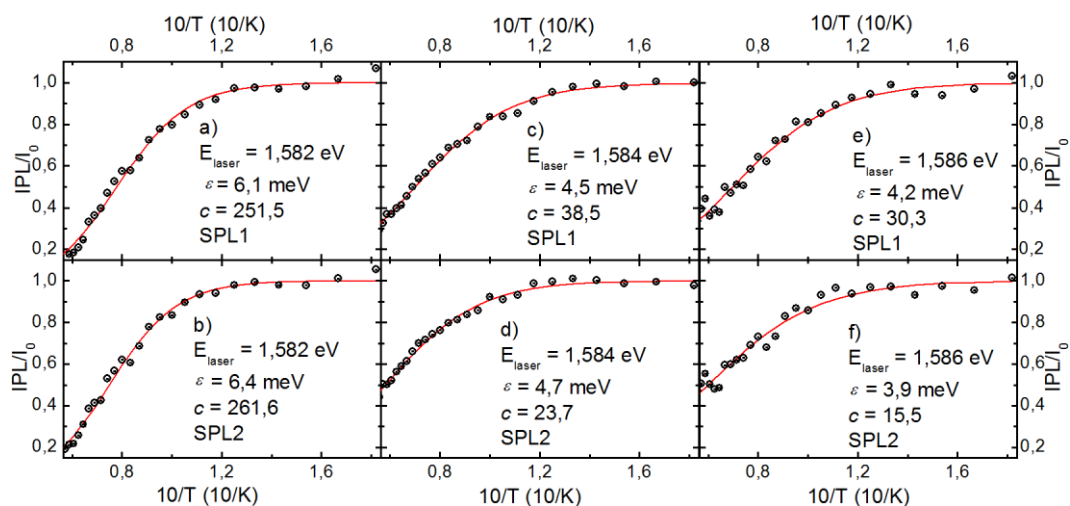 10/T (10/K)
10/T (10/K)
10/T (10/K)
0,8 1,2 1,6
0,8 1,2 1,6
0,8 1,2 1,6
IPL/I0
1,0
0,8
0,6
0,4
0,2
a)
Elaser = 1,582 eV
ε = 6,1 meV
c = 251,5
SPL1
c)
Elaser = 1,584 eV
ε = 4,5 meV
c = 38,5
SPL1
e)
Elaser = 1,586 eV
ε = 4,2 meV
c = 30,3
SPL1
1,0
0,8
0,6
0,4
0,2
IPL/I0
IPL/I0
1,0
0,8
0,6
0,4
0,2
b)
Elaser = 1,582 eV
ε = 6,4 meV
c = 261,6
SPL2
d)
Elaser = 1,584 eV
ε = 4,7 meV
c = 23,7
SPL2
f)
Elaser = 1,586 eV
ε = 3,9 meV
c = 15,5
SPL2
1,0
0,8
0,6
0,4
0,2
IPL/I0
0,8 1,2 1,6
0,8 1,2 1,6
0,8 1,2 1,6
10/T (10/K)
10/T (10/K)
10/T (10/K)